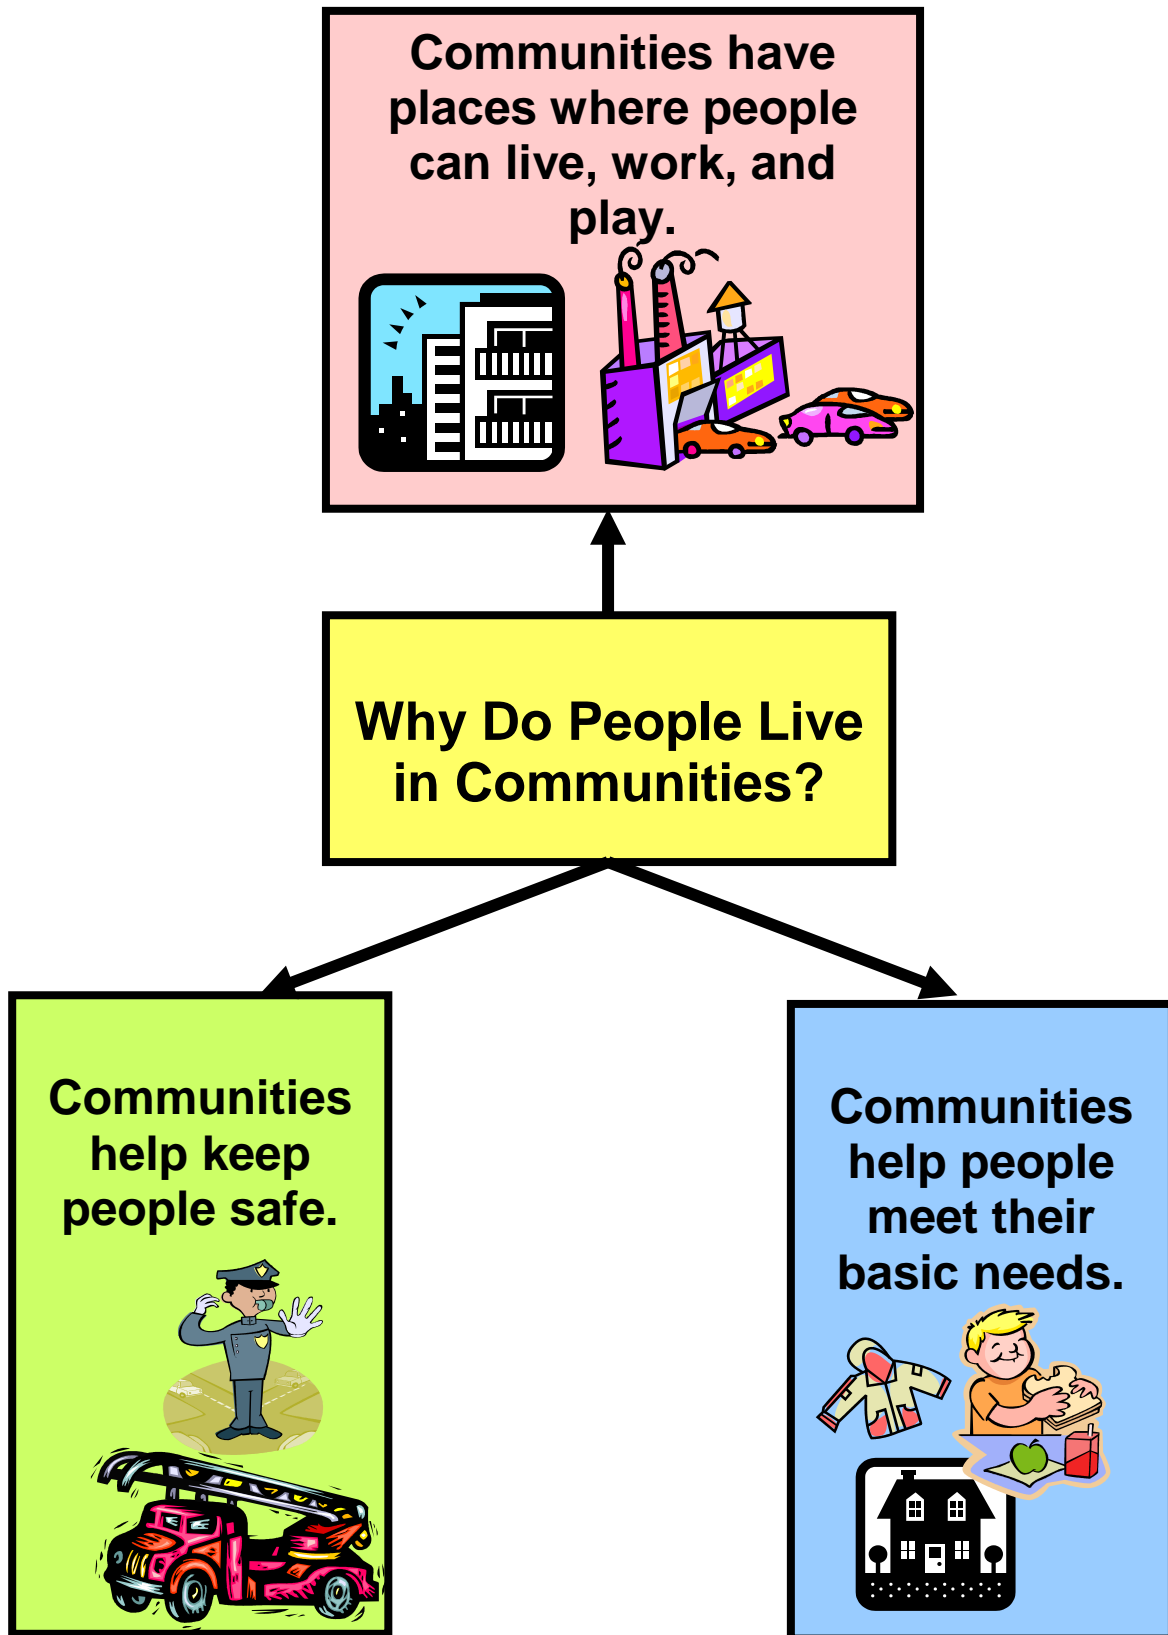 Communities have
places where people
can live, work, and
play.
Why Do People Live
in Communities?
Communities
help keep
people safe.
Communities
help people
meet their
basic needs.